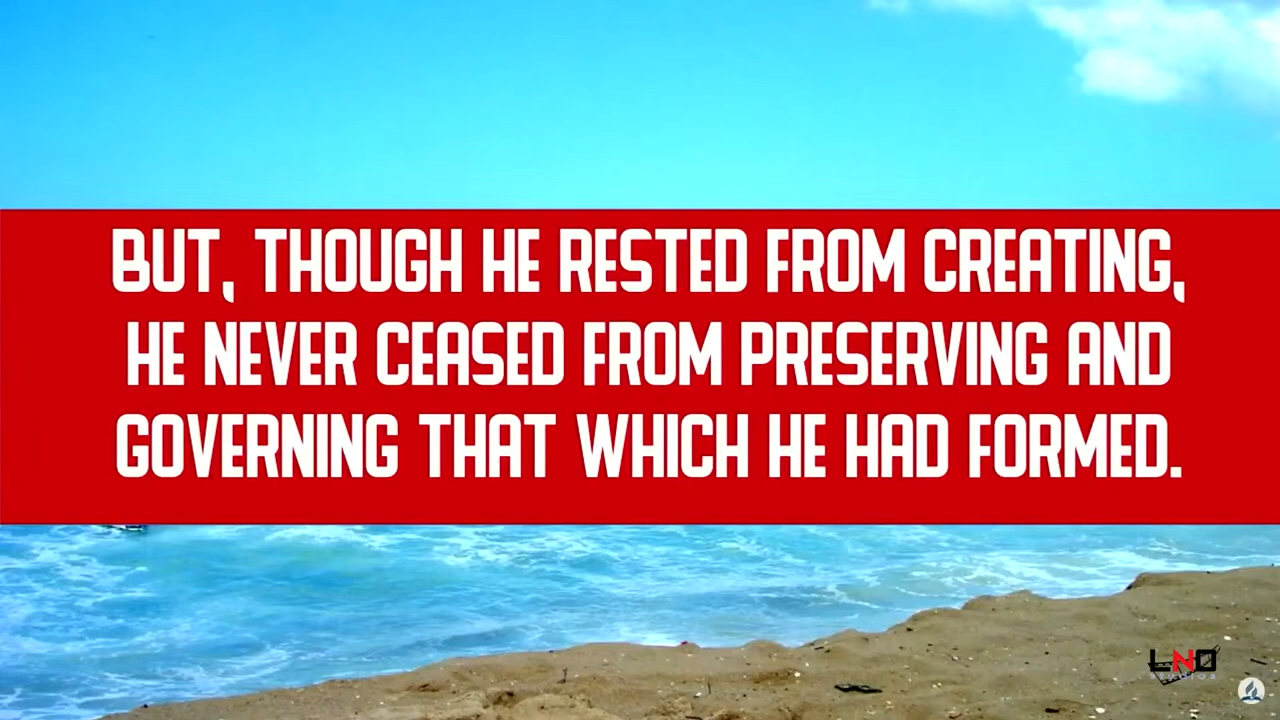 BUT, THOUGH HE RESTED FROM CREATING,
HE NEVER CEASED FROM PRESERVING AND
GOVERNING THAT WHICH HE HAD FORMED.
LNO
STUDIOS